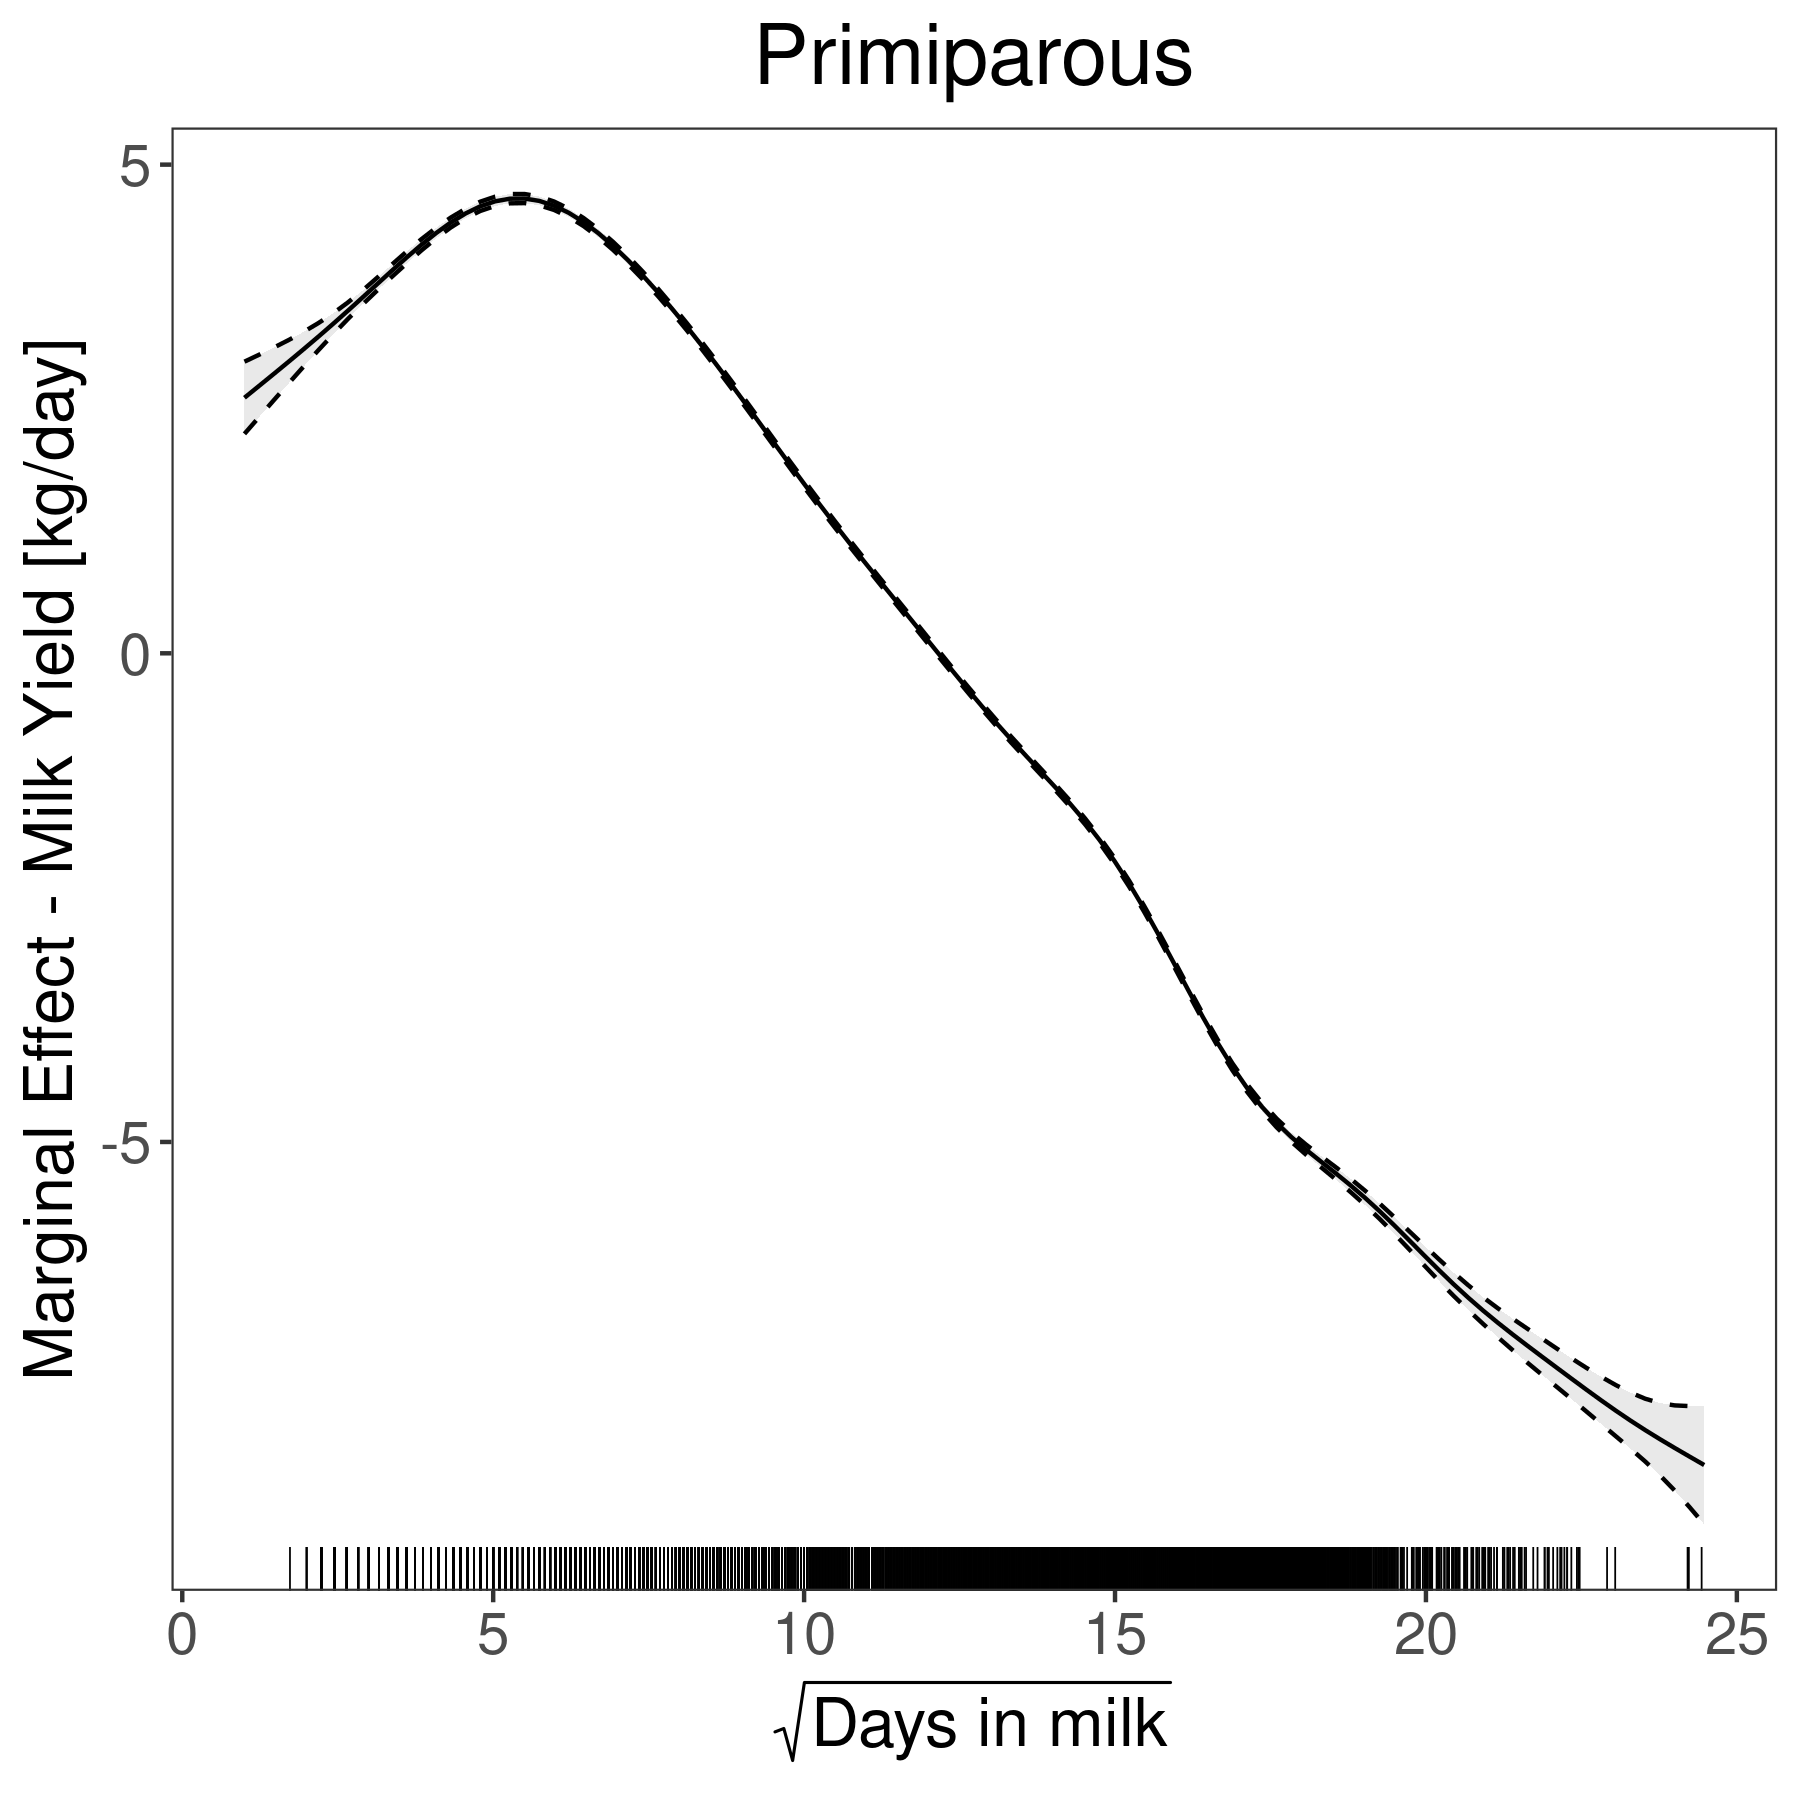 Primiparous
Marginal Effect - Milk Yield [kg/day]
5
0
-5
0 5 10 15 20 25
√Days in milk